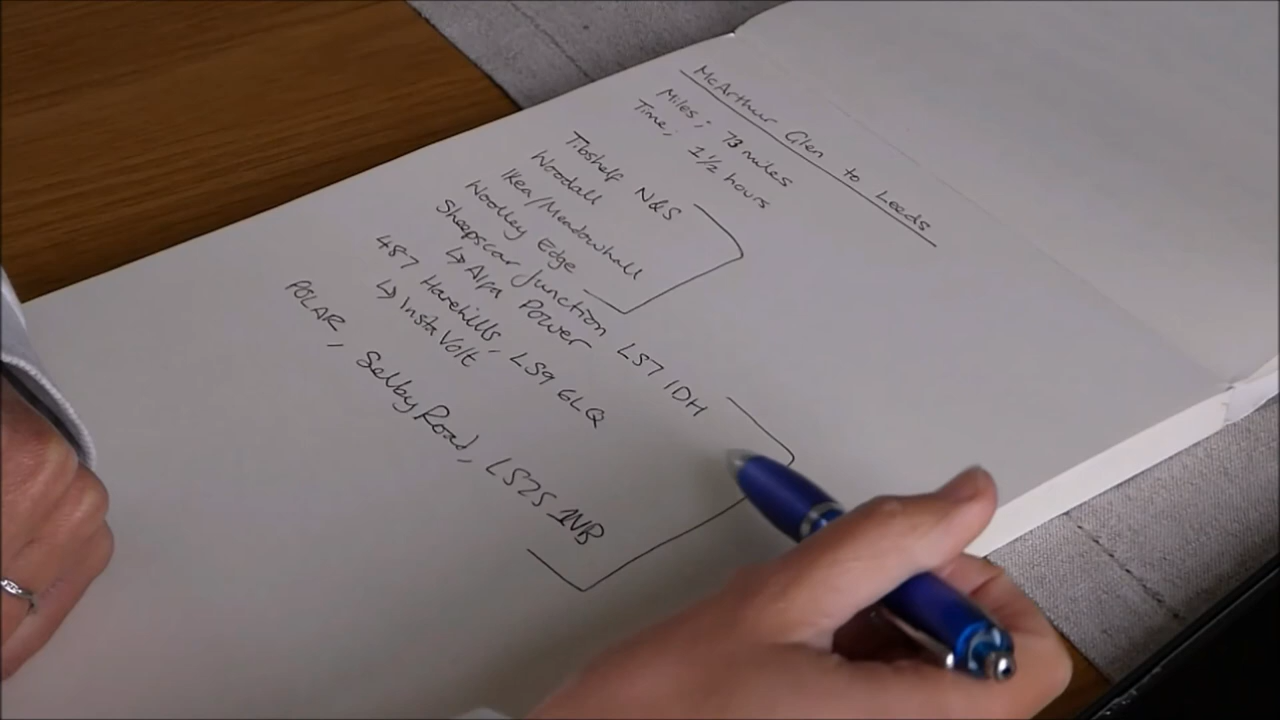 McArthur Glen to Leeds
Miles; 73 miles
Time; 1½ hours
Tibshelf N&S
Woodall
Ikea/Meadowhall
Woolley Edge
Sheepscar Junction LS7 1DH
↳ Alfa Power
487 Harehills, LS9 6LQ
↳ InstaVolt
POLAR, Selby Road, LS25 1NB